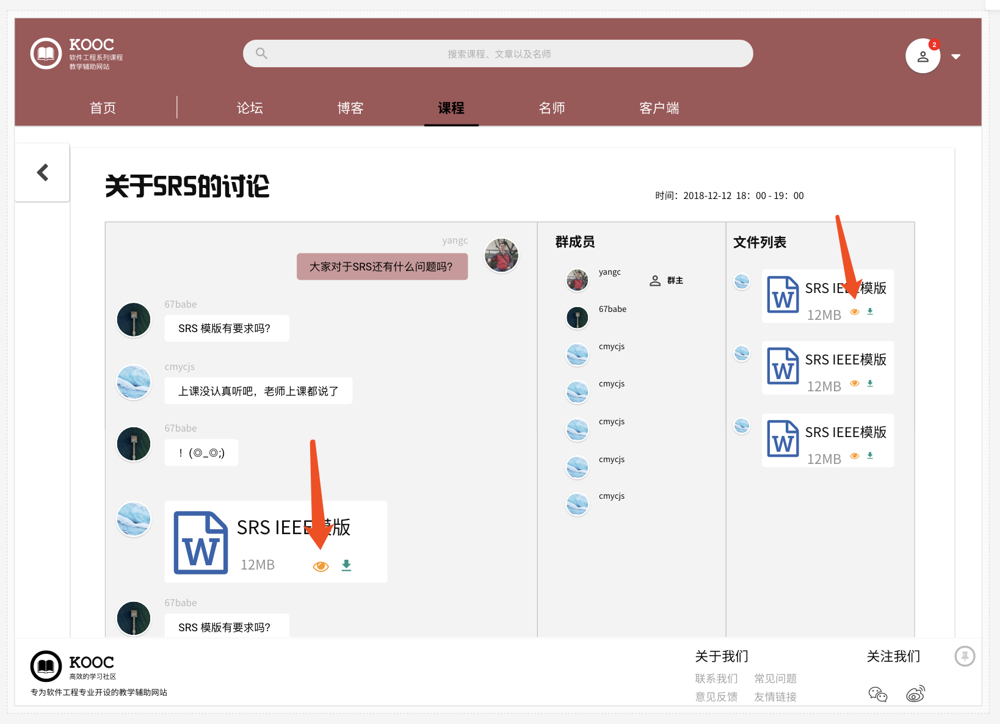 KOOC
软件工程系列课程
教学辅助网站
搜索课程、文章以及名师
2
首页
论坛
博客
课程
名师
客户端
关于SRS的讨论
时间：2018-12-12 18：00 - 19：00
yangc
大家对于SRS还有什么问题吗?
67babe
SRS 模版有要求吗?
cmycjs
上课没认真听吧，老师上课都说了
67babe
！(◎_◎;)
W
SRS IEEE模版
12MB
67babe
SRS 模版有要求吗?
群成员
yangc
群主
67babe
cmycjs
cmycjs
cmycjs
cmycjs
cmycjs
文件列表
W
SRS IEEE模版
12MB
W
SRS IEEE模版
12MB
W
SRS IEEE模版
12MB
KOOC
高效的学习社区
专为软件工程专业开设的教学辅助网站
关于我们
联系我们 常见问题
意见反馈 友情链接
关注我们